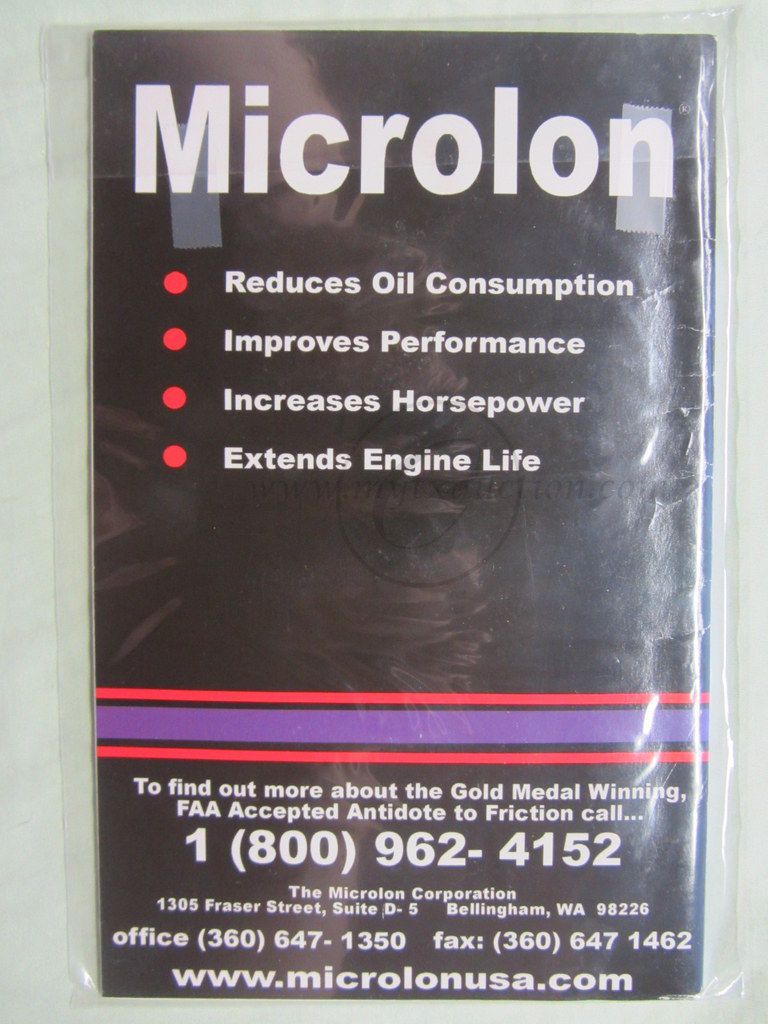 Microlon®
Reduces Oil Consumption
Improves Performance
Increases Horsepower
Extends Engine Life
To find out more about the Gold Medal Winning,
FAA Accepted Antidote to Friction call...
1 (800) 962- 4152
The Microlon Corporation
1305 Fraser Street, Suite D- 5 Bellingham, WA 98226
office (360) 647- 1350 fax: (360) 647 1462
www.microlonusa.com